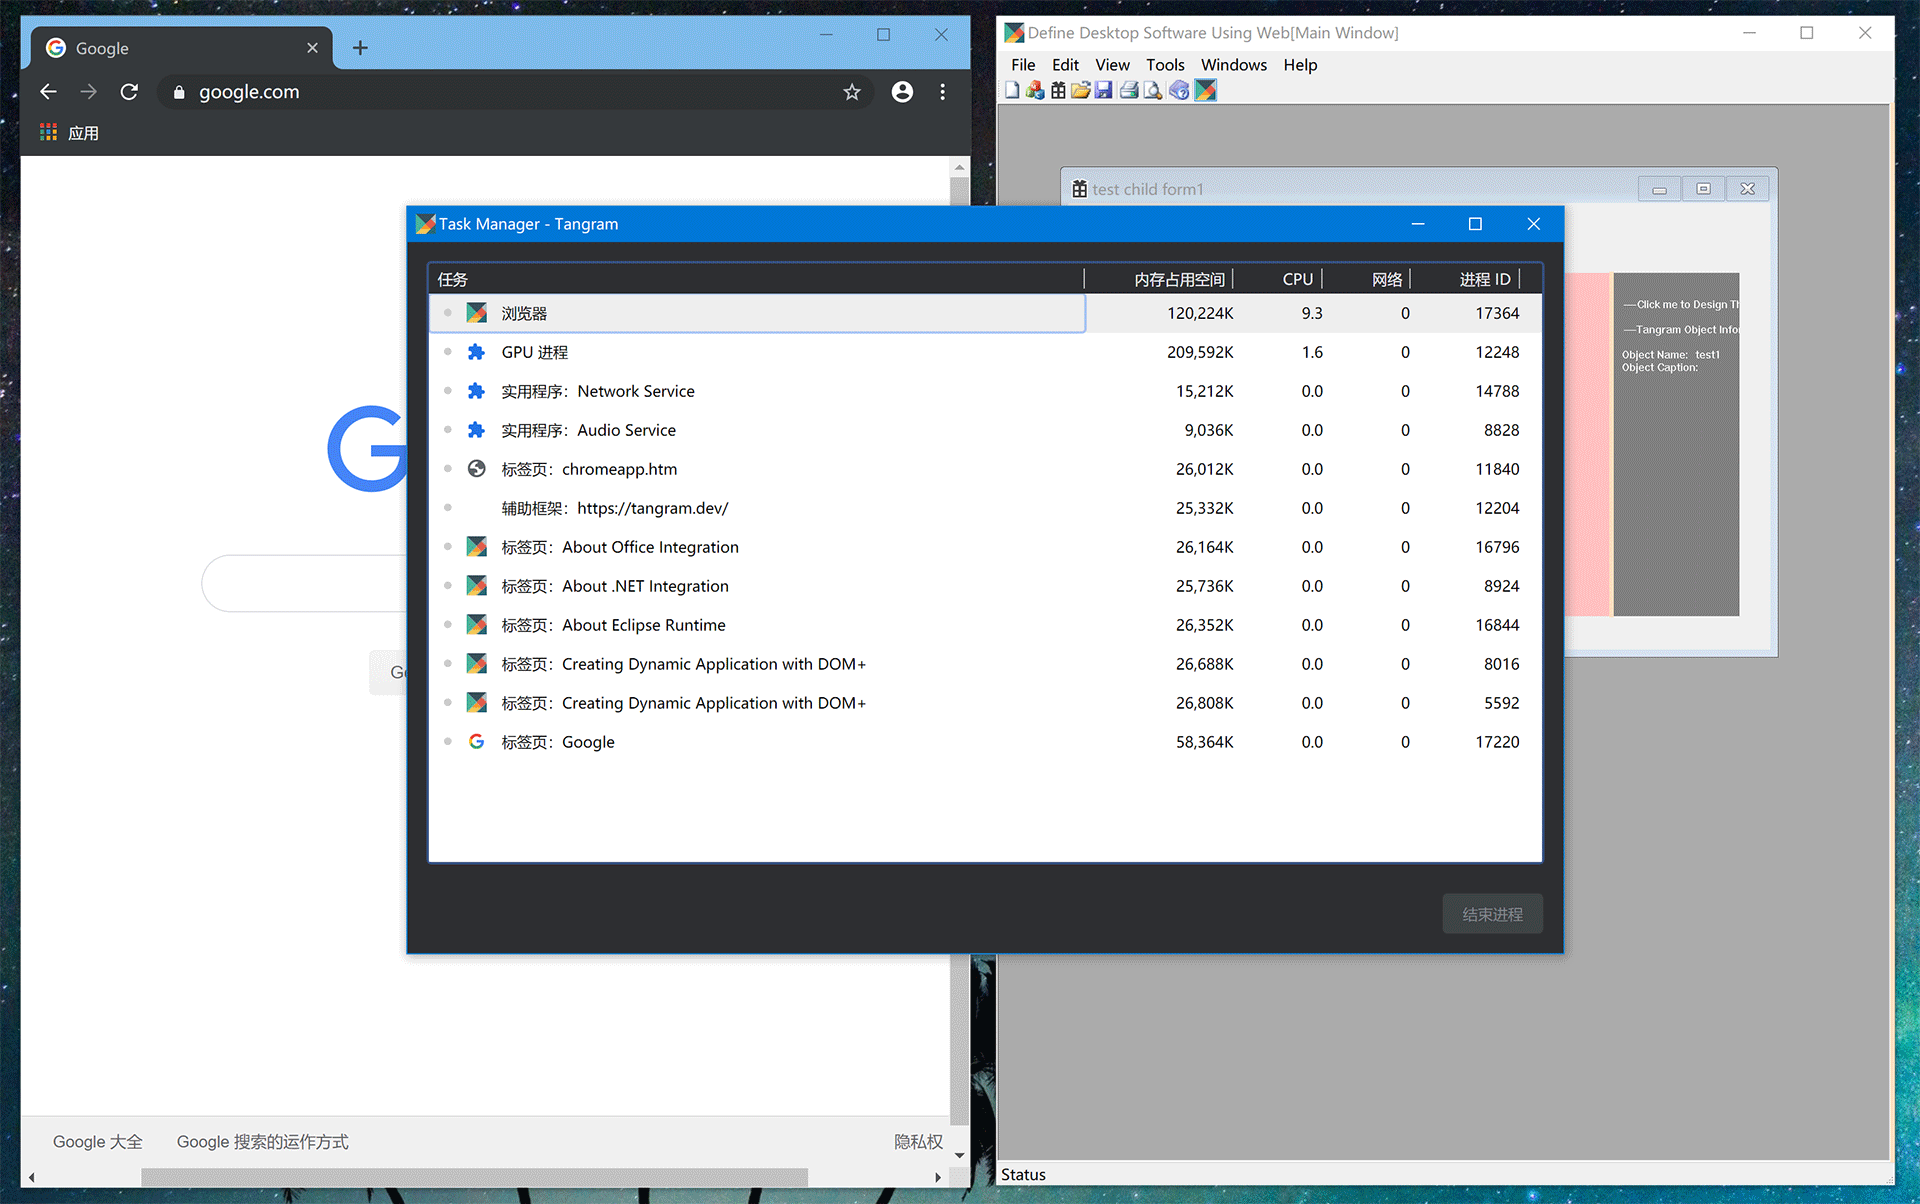 Google
google.com
应用
G
Go
Google 大全 Google 搜索的运作方式 隐私权
Define Desktop Software Using Web[Main Window]
File Edit View Tools Windows Help
test child form1
—Click me to Design Th
—Tangram Object Infor
Object Name: test1
Object Caption:
Status
Task Manager - Tangram
任务 内存占用空间 CPU 网络 进程 ID
浏览器 120,224K 9.3 0 17364
GPU 进程 209,592K 1.6 0 12248
实用程序：Network Service 15,212K 0.0 0 14788
实用程序：Audio Service 9,036K 0.0 0 8828
标签页：chromeapp.htm 26,012K 0.0 0 11840
辅助框架：https://tangram.dev/ 25,332K 0.0 0 12204
标签页：About Office Integration 26,164K 0.0 0 16796
标签页：About .NET Integration 25,736K 0.0 0 8924
标签页：About Eclipse Runtime 26,352K 0.0 0 16844
标签页：Creating Dynamic Application with DOM+ 26,688K 0.0 0 8016
标签页：Creating Dynamic Application with DOM+ 26,808K 0.0 0 5592
标签页：Google 58,364K 0.0 0 17220
结束进程